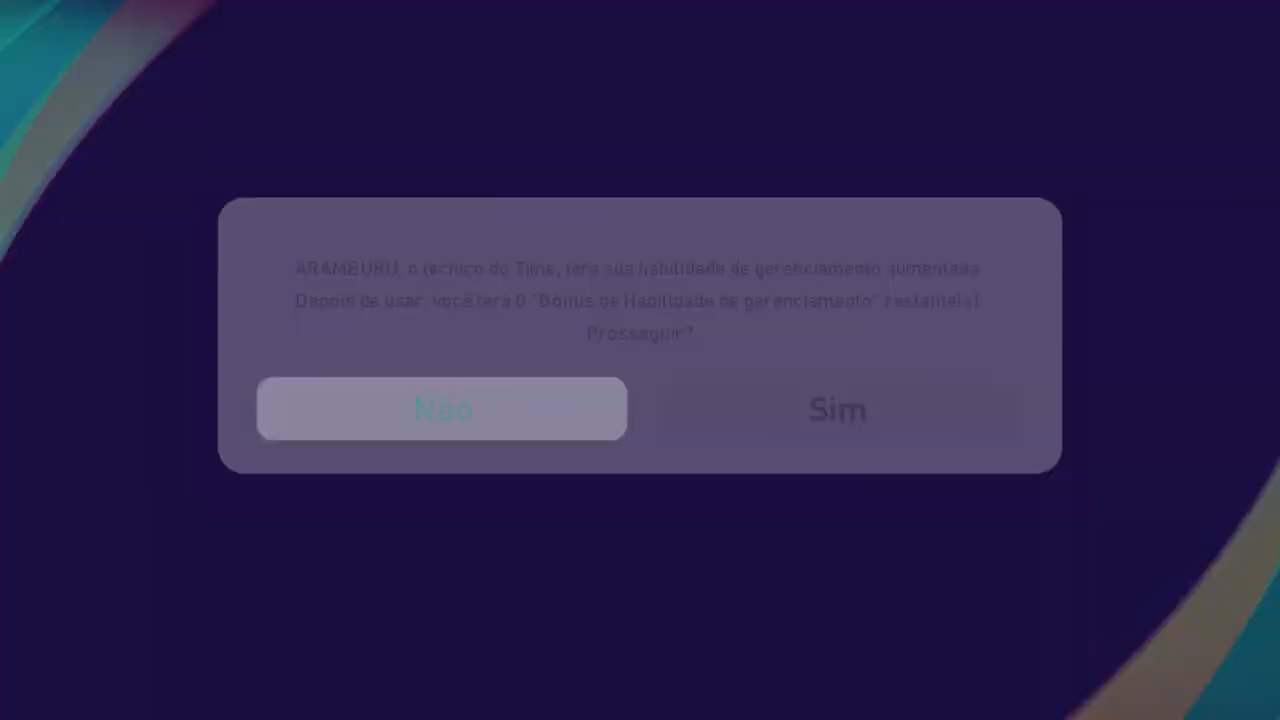 ARAMBURU, o técnico do Time, terá sua habilidade de gerenciamento aumentada.
Depois de usar, você terá 0 "Bônus de Habilidade de gerenciamento" restante(s).
Prosseguir?
Não
Sim